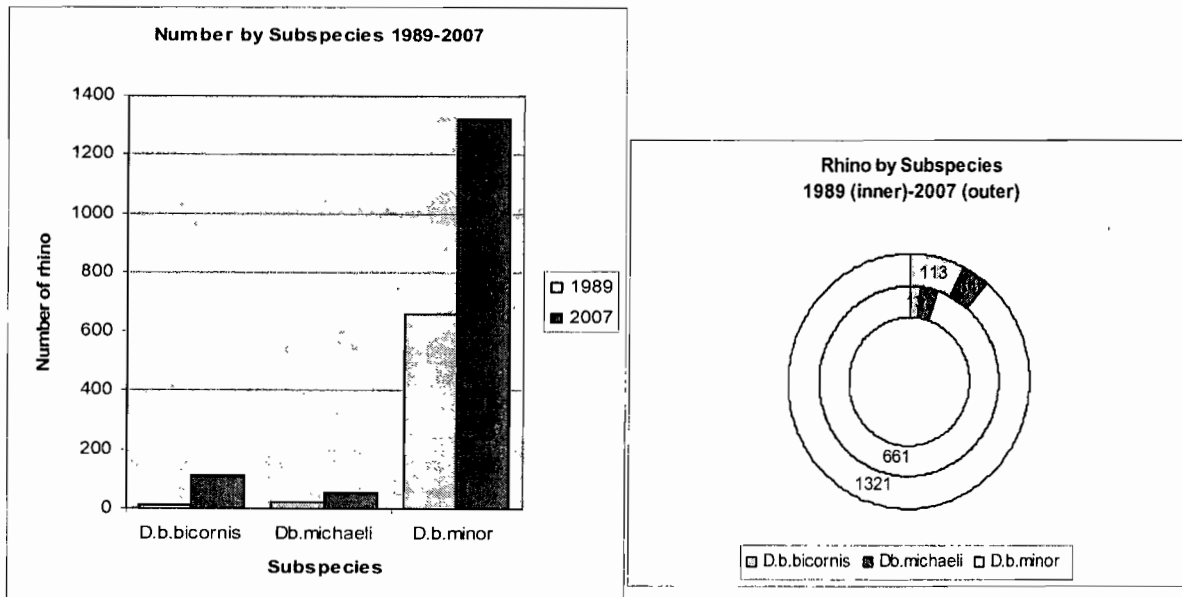 Number by Subspecies 1989-2007
1400
1200
1000
800
600
400
200
0
Number of rhino
D.b.bicornis
Db.michaeli
D.b.minor
Subspecies
1989
2007
Rhino by Subspecies
1989 (inner)-2007 (outer)
113
661
1321
D.b.bicornis Db.michaeli D.b.minor